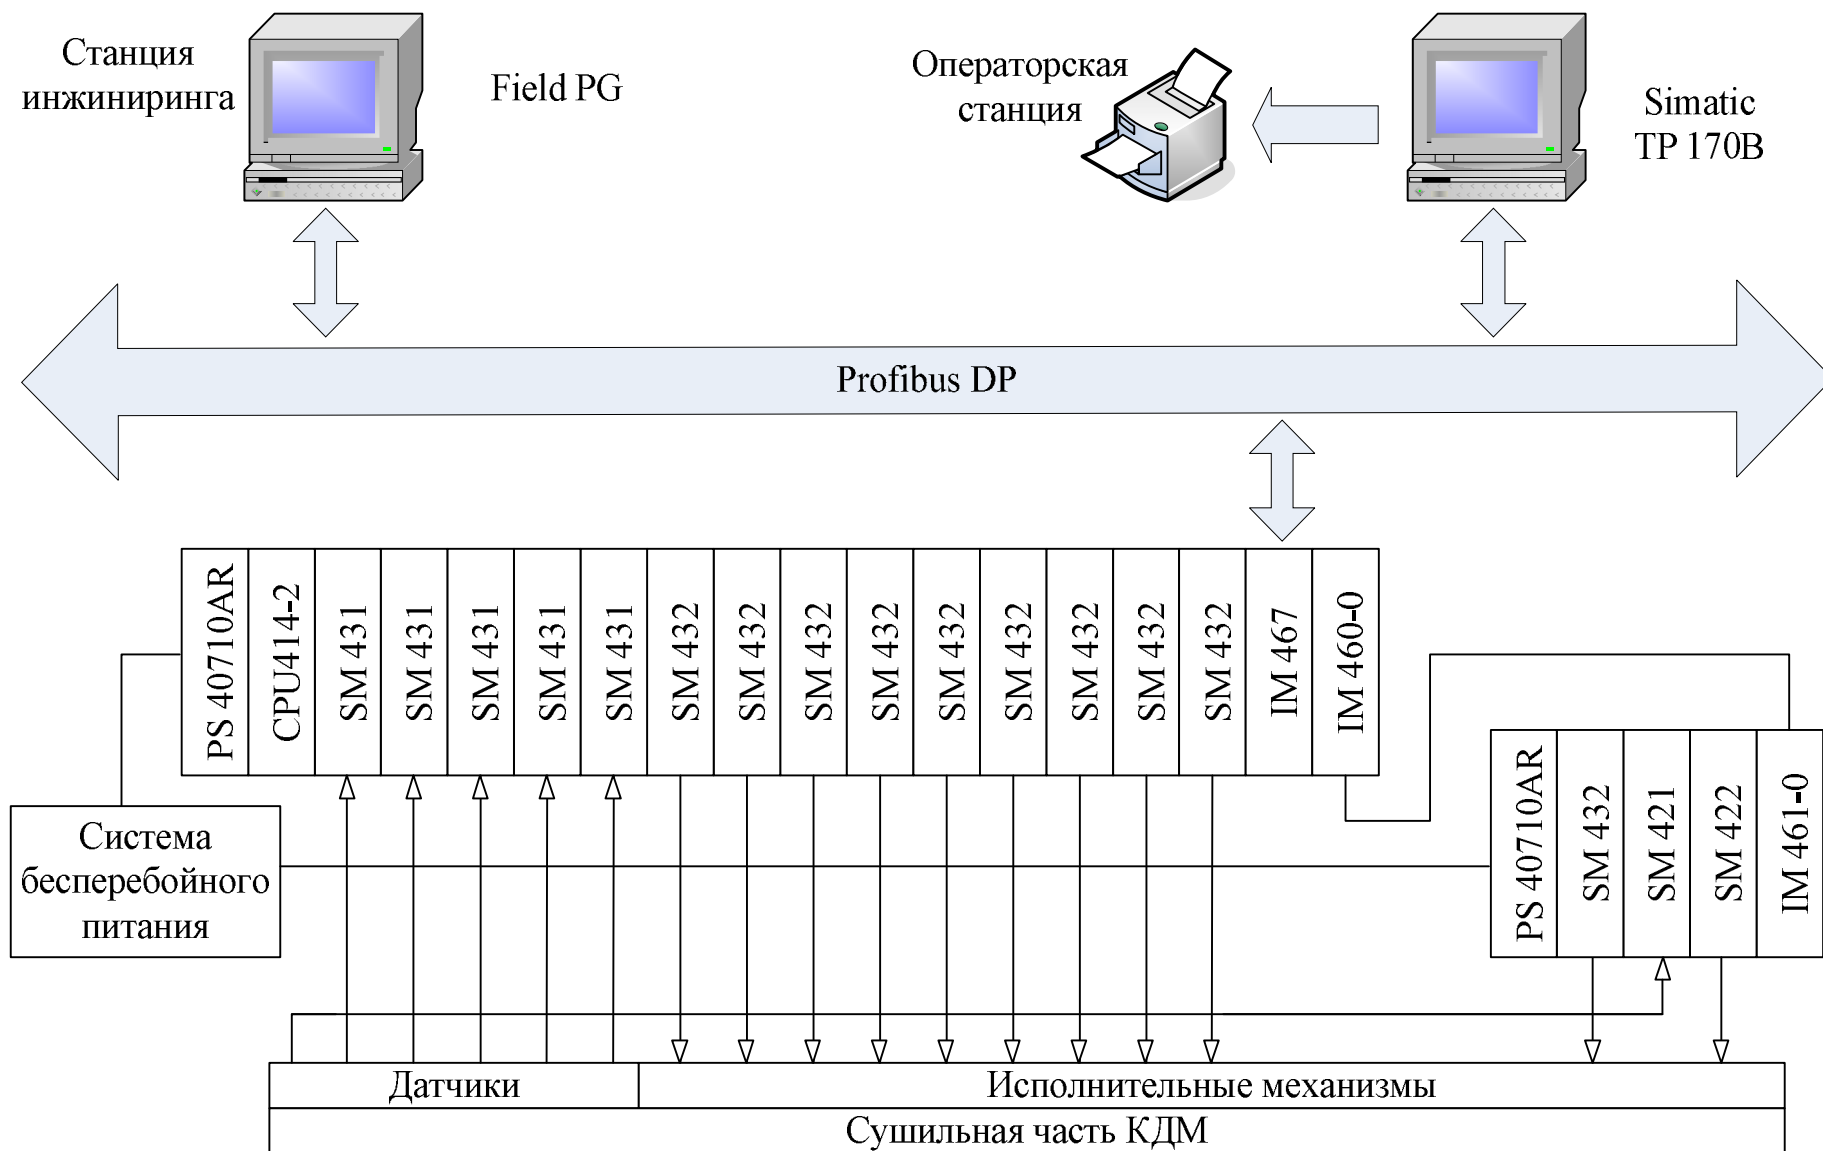 Станция
инжиниринга
Field PG
Операторская
станция
Simatic
TP 170B
Profibus DP
PS 40710AR
CPU414-2
SM 431
SM 431
SM 431
SM 431
SM 431
SM 432
SM 432
SM 432
SM 432
SM 432
SM 432
SM 432
SM 432
SM 432
IM 467
IM 460-0
PS 40710AR
SM 432
SM 421
SM 422
IM 461-0
Система
бесперебойного
питания
Датчики
Исполнительные механизмы
Сушильная часть КДМ